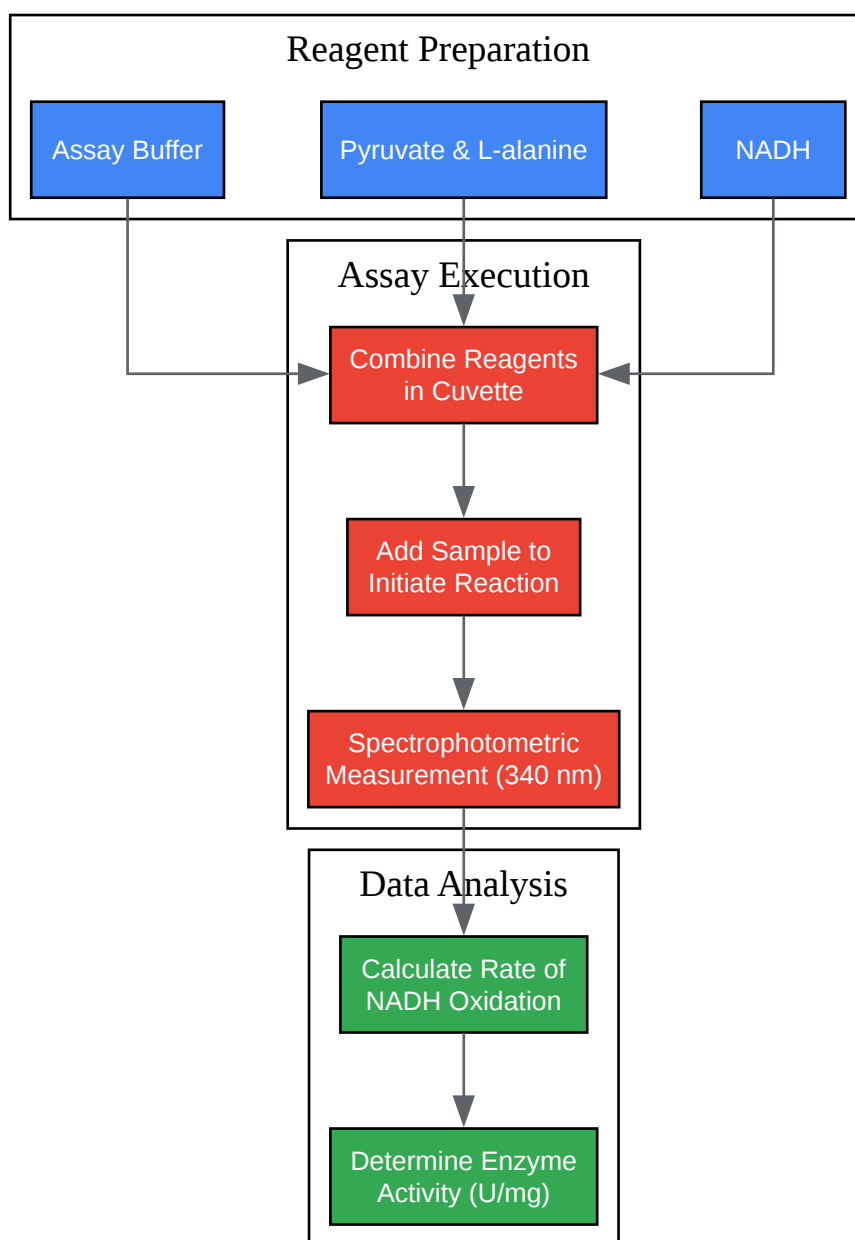 Reagent Preparation
Assay Buffer
Pyruvate & L-alanine
NADH
Assay Execution
Combine Reagents
in Cuvette
Add Sample to
Initiate Reaction
Spectrophotometric
Measurement (340 nm)
Data Analysis
Calculate Rate of
NADH Oxidation
Determine Enzyme
Activity (U/mg)